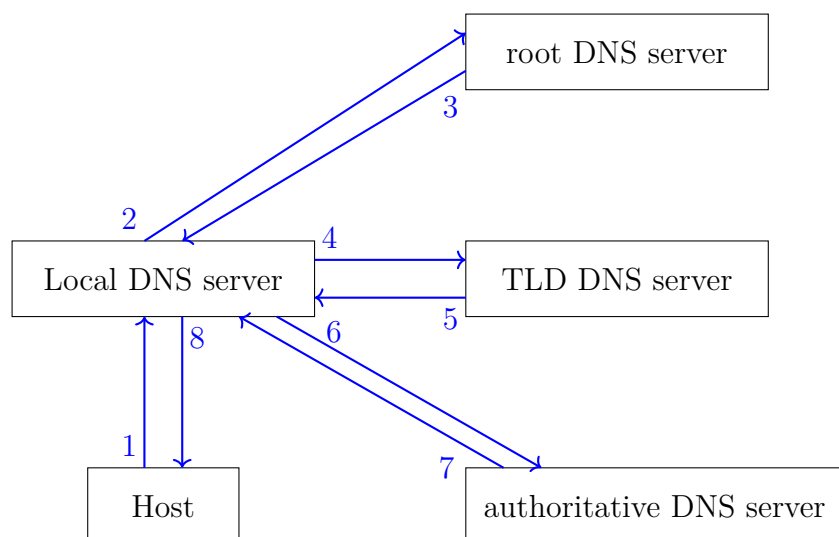 root DNS server
3
2
4
Local DNS server
TLD DNS server
5
6
8
1
7
Host
authoritative DNS server